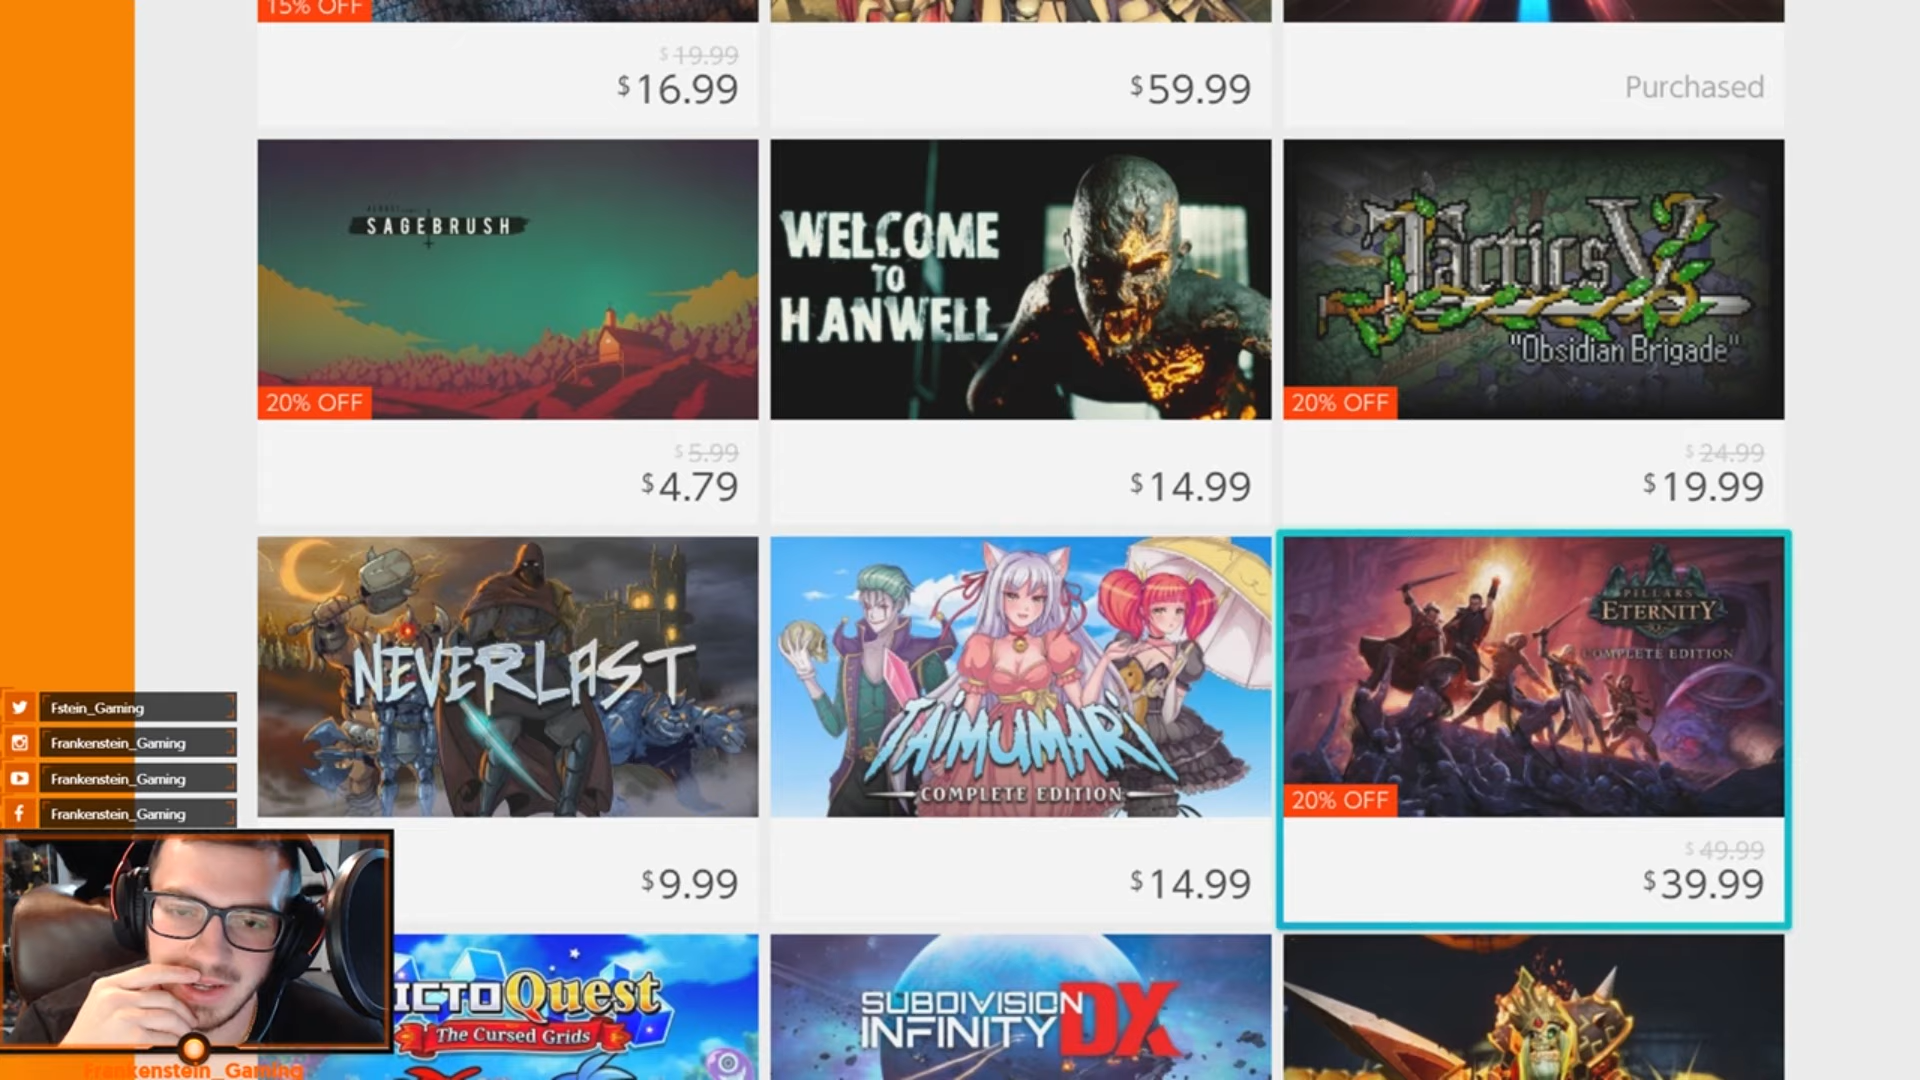 15% OFF
$19.99
$16.99
$59.99
Purchased
SAGEBRUSH
20% OFF
$5.99
$4.79
WELCOME
TO
HANWELL
$14.99
Tactics V
"Obsidian Brigade"
20% OFF
$24.99
$19.99
NEVERLAST
$9.99
TAIMUMARI
COMPLETE EDITION
$14.99
PILLARS
ETERNITY
COMPLETE EDITION
20% OFF
$49.99
$39.99
Fstein_Gaming
Frankenstein_Gaming
Frankenstein_Gaming
Frankenstein_Gaming
Frankenstein_Gaming
ICTOQuest
The Cursed Grids
SUBDIVISION
INFINITY DX